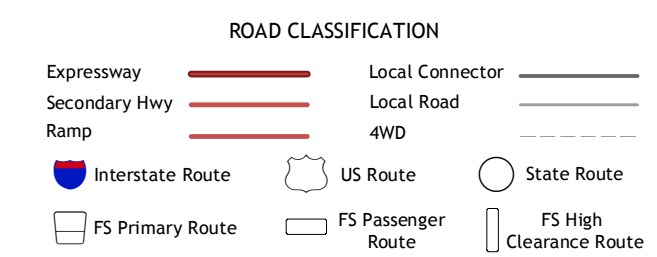 ROAD CLASSIFICATION
Expressway
Local Connector
Secondary Hwy
Local Road
Ramp
4WD
Interstate Route
US Route
State Route
FS Primary Route
FS Passenger
Route
FS High
Clearance Route